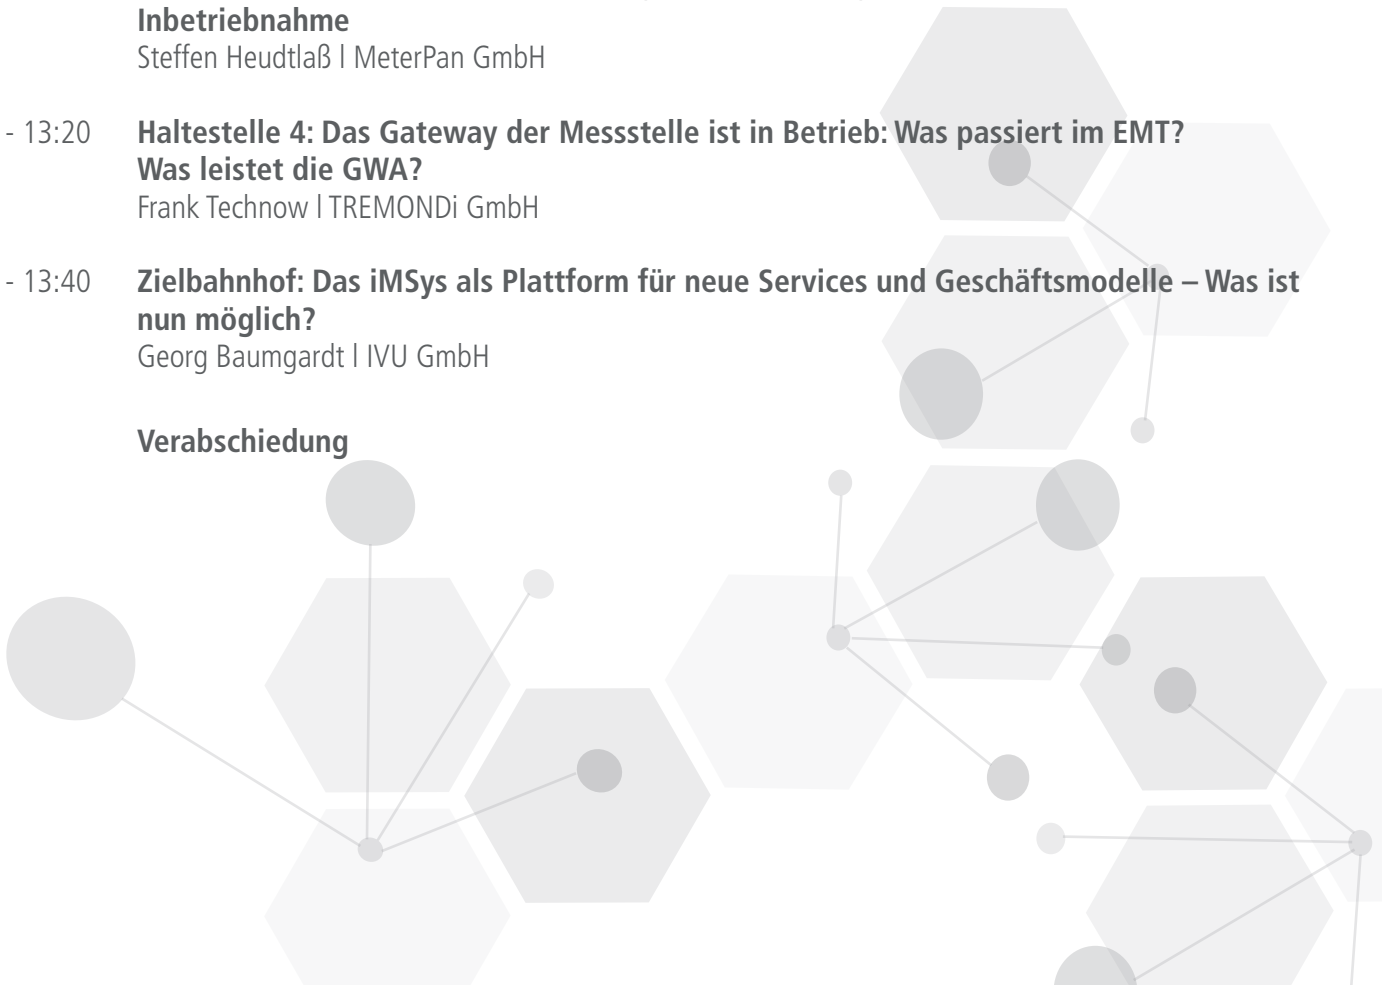 Inbetriebnahme
Steffen Heudtlaß l MeterPan GmbH
- 13:20 Haltestelle 4: Das Gateway der Messstelle ist in Betrieb: Was passiert im EMT?
Was leistet die GWA?
Frank Technow l TREMONDi GmbH
- 13:40 Zielbahnhof: Das iMSys als Plattform für neue Services und Geschäftsmodelle – Was ist
nun möglich?
Georg Baumgardt l IVU GmbH
Verabschiedung